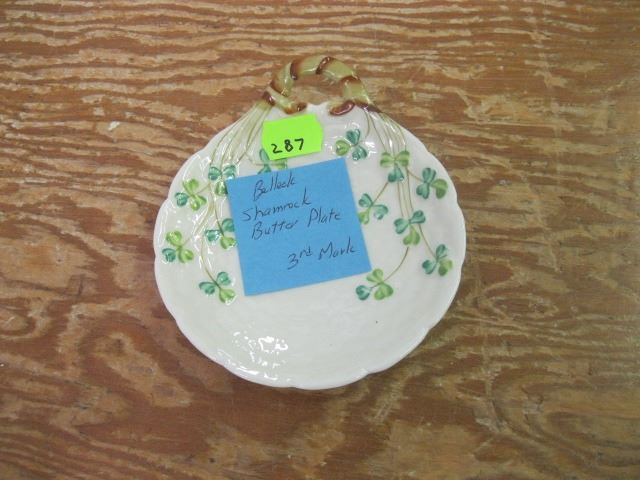 287
Belleek
Shamrock
Butter Plate
3rd Mark